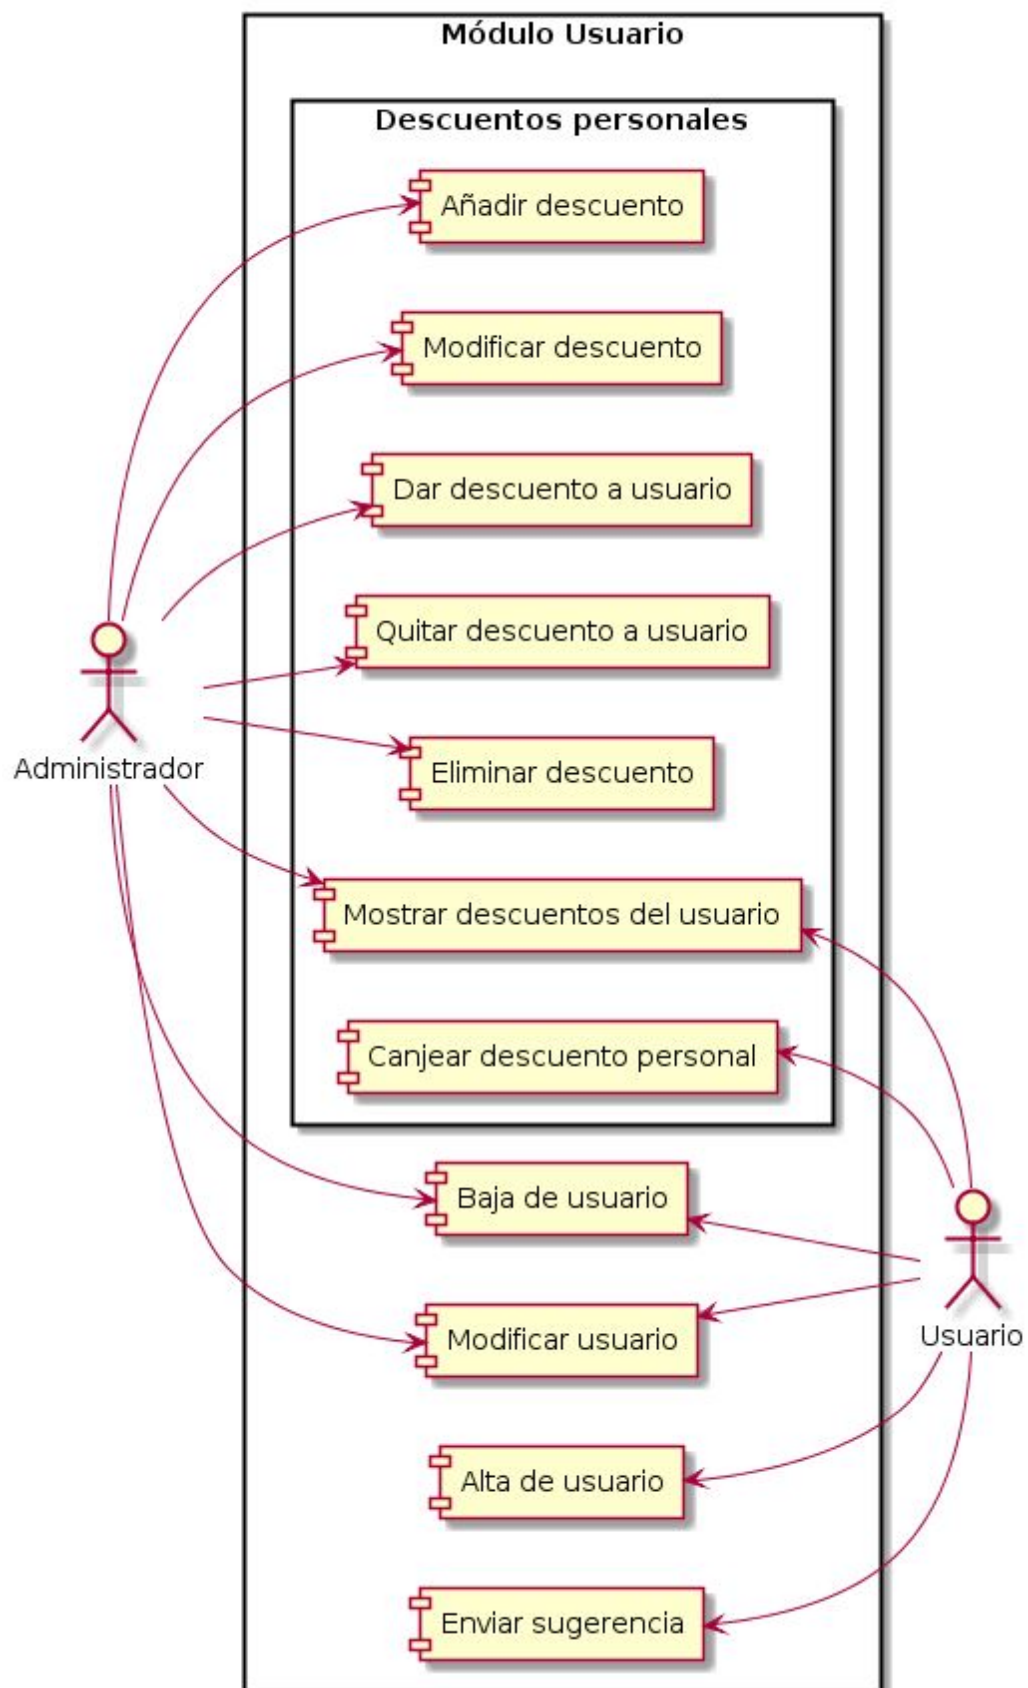 Módulo Usuario
Descuentos personales
Añadir descuento
Modificar descuento
Dar descuento a usuario
Quitar descuento a usuario
Administrador
Eliminar descuento
Mostrar descuentos del usuario
Canjear descuento personal
Baja de usuario
Modificar usuario
Usuario
Alta de usuario
Enviar sugerencia